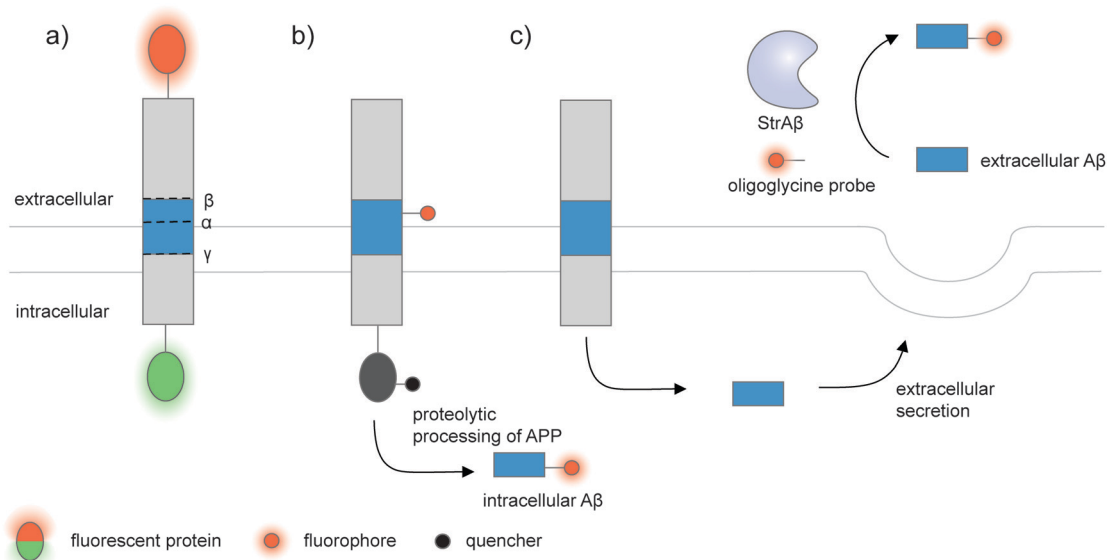 a)
b)
c)
StrAβ
oligoglycine probe
extracellular Aβ
extracellular
β
α
γ
intracellular
proteolytic
processing of APP
intracellular Aβ
extracellular
secretion
fluorescent protein
fluorophore
quencher